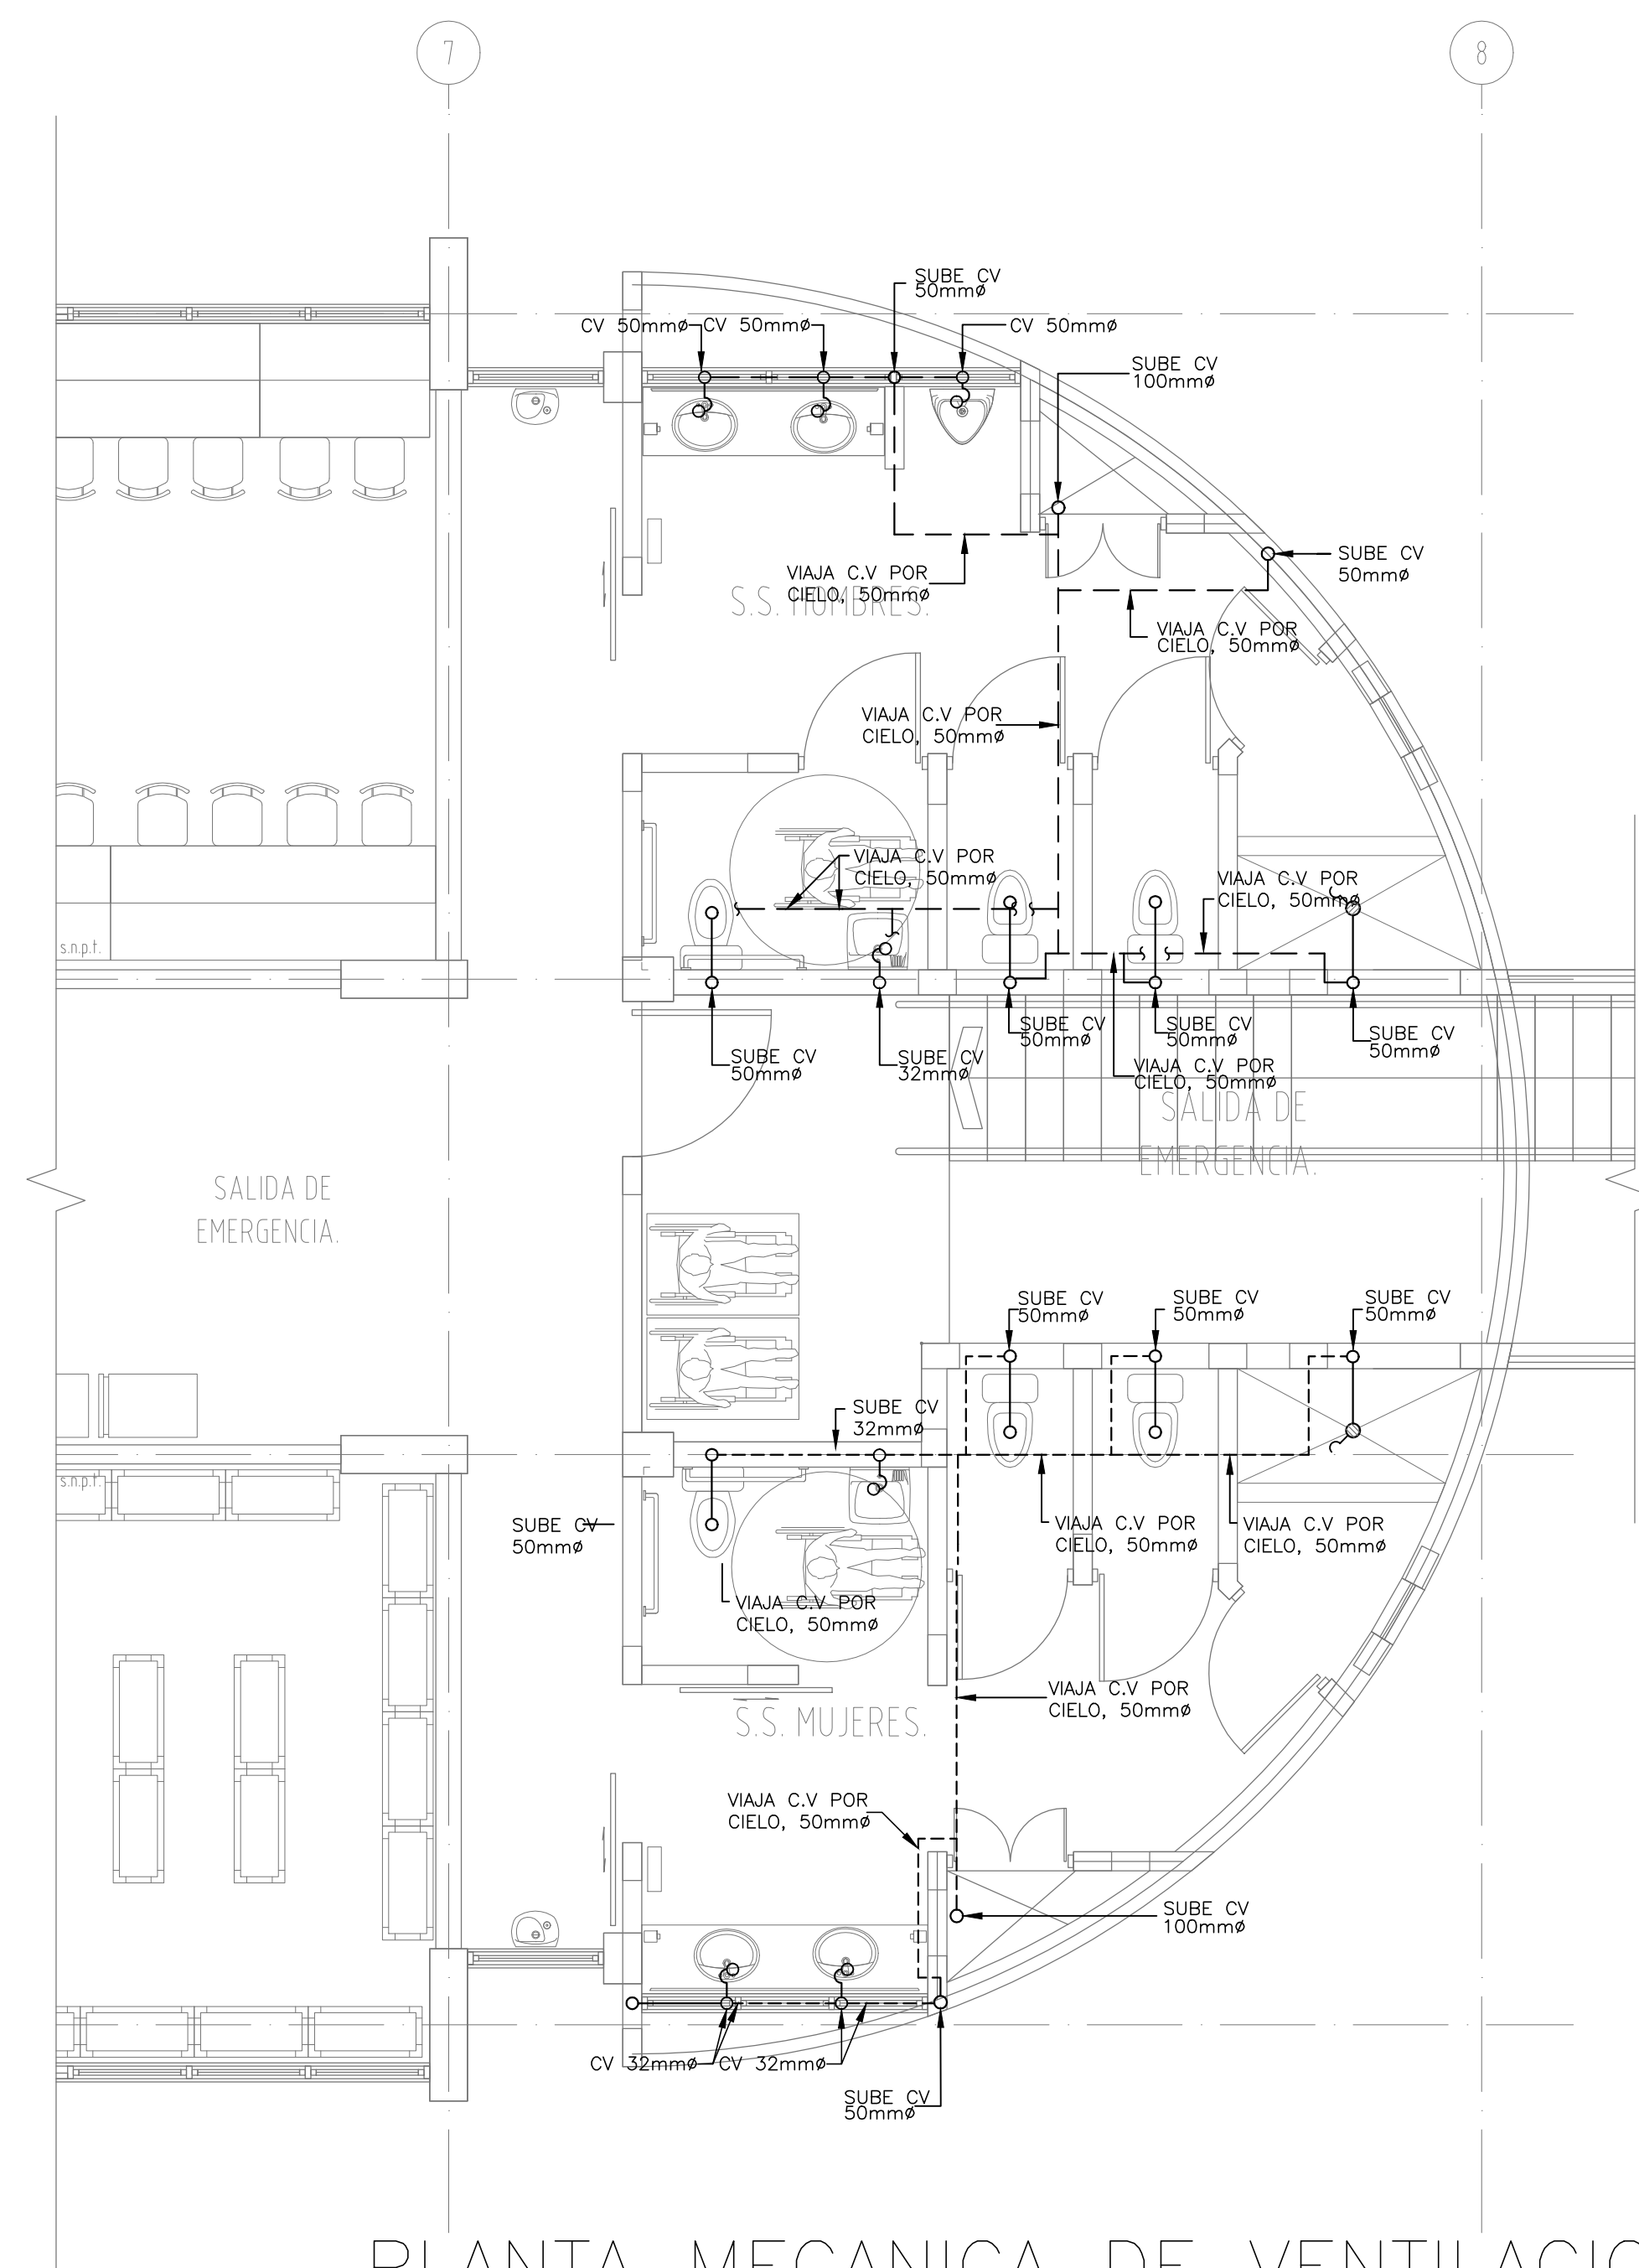 7
8
SUBE CV
50mmø
CV 50mmø
CV 50mmø
CV 50mmø
SUBE CV
100mmø
SUBE CV
50mmø
VIAJA C.V POR
CIELO, 50mmø
S.S. HOMBRES.
VIAJA C.V POR
CIELO, 50mmø
VIAJA C.V POR
CIELO, 50mmø
VIAJA C.V POR
CIELO, 50mmø
VIAJA C.V POR
CIELO, 50mmø
s.n.p.t.
SUBE CV
50mmø
SUBE CV
32mmø
SUBE CV
50mmø
SUBE CV
50mmø
SUBE CV
50mmø
VIAJA C.V POR
CIELO, 50mmø
SALIDA DE
EMERGENCIA.
SALIDA DE
EMERGENCIA.
SUBE CV
50mmø
SUBE CV
50mmø
SUBE CV
50mmø
SUBE CV
32mmø
s.n.p.t.
SUBE CV
50mmø
VIAJA C.V POR
CIELO, 50mmø
VIAJA C.V POR
CIELO, 50mmø
VIAJA C.V POR
CIELO, 50mmø
VIAJA C.V POR
CIELO, 50mmø
S.S. MUJERES.
VIAJA C.V POR
CIELO, 50mmø
SUBE CV
100mmø
CV 32mmø
CV 32mmø
SUBE CV
50mmø
PLANTA MECANICA DE VENTILACIO